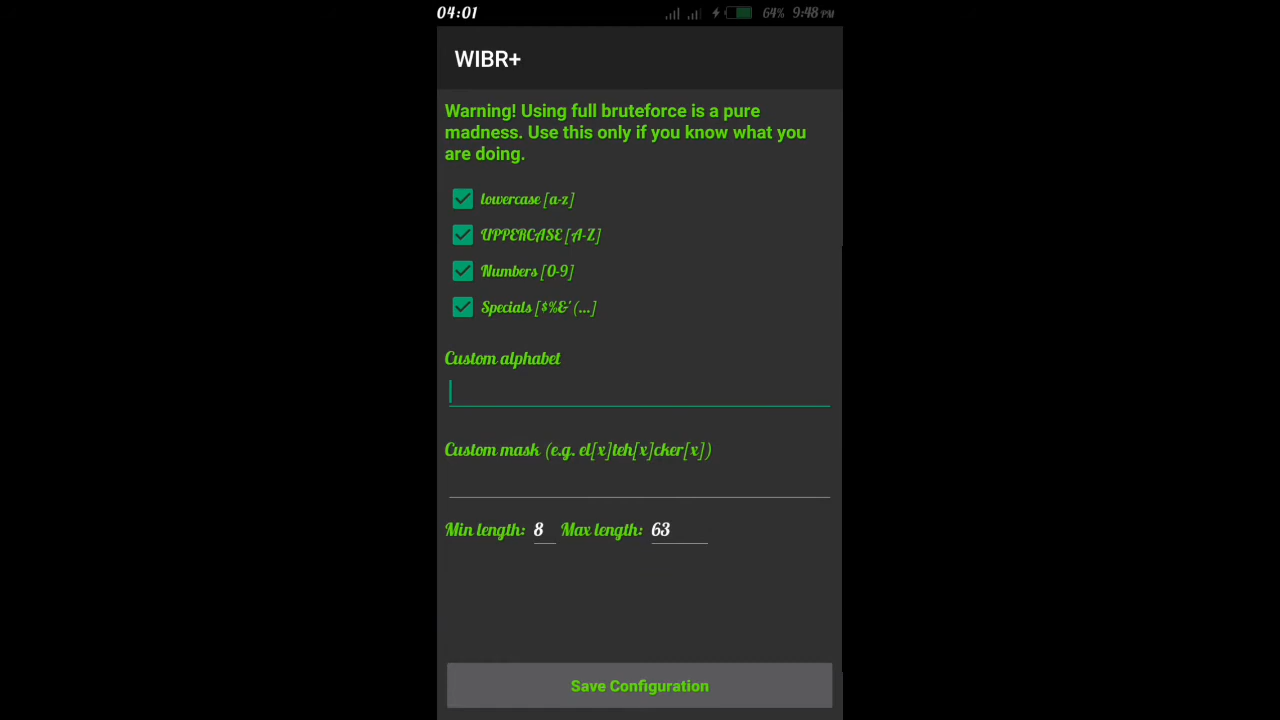 04:01 64% 9:48 PM
WIBR+
Warning! Using full bruteforce is a pure
madness. Use this only if you know what you
are doing.
lowercase [a-z]
UPPERCASE [A-Z]
Numbers [0-9]
Specials [$%&'(...]
Custom alphabet
Custom mask (e.g. el[x]teh[x]cker[x])
Min length: 8 Max length: 63
Save Configuration